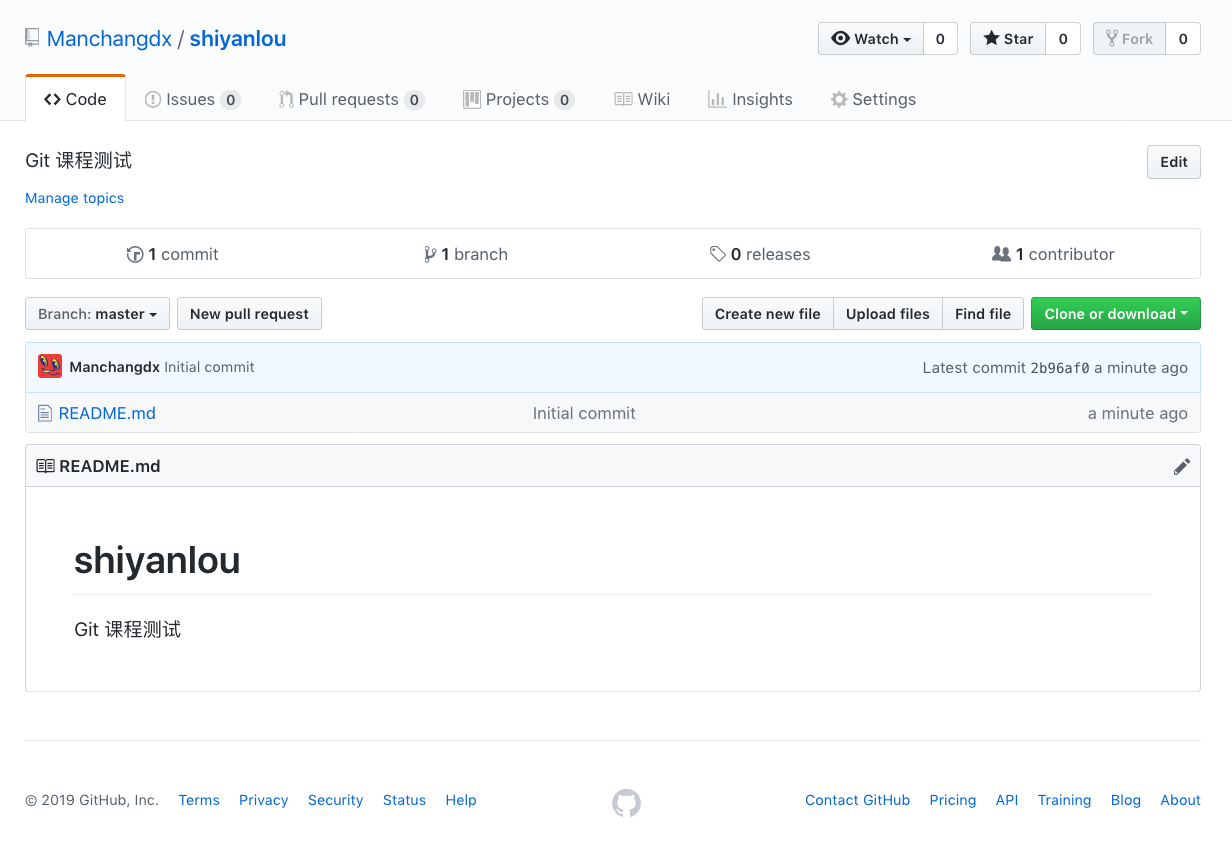 Manchangdx / shiyanlou Watch 0 Star 0 Fork 0
Code Issues 0 Pull requests 0 Projects 0 Wiki Insights Settings
Git 课程测试 Edit
Manage topics
1 commit 1 branch 0 releases 1 contributor
Branch: master New pull request Create new file Upload files Find file Clone or download
Manchangdx Initial commit Latest commit 2b96af0 a minute ago
README.md Initial commit a minute ago
README.md
shiyanlou
Git 课程测试
© 2019 GitHub, Inc. Terms Privacy Security Status Help Contact GitHub Pricing API Training Blog About